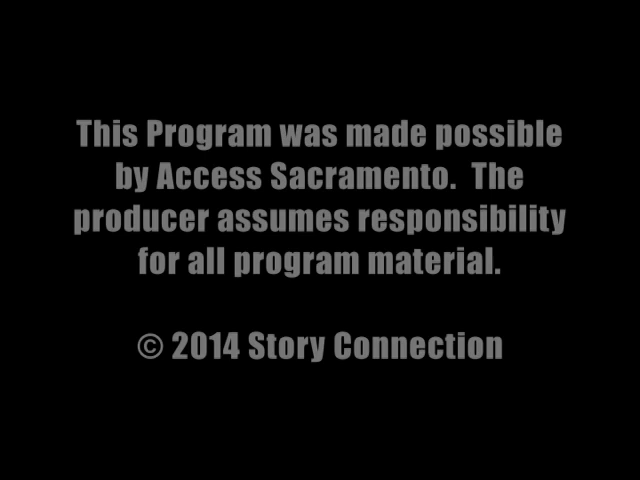 This Program was made possible
by Access Sacramento.  The
producer assumes responsibility
for all program material.
© 2014 Story Connection